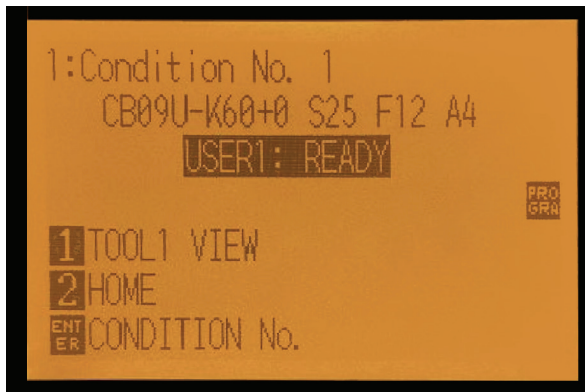 1:Condition No. 1
CB09U-K60+0 S25 F12 A4
USER1: READY
PRO
GRA
1 TOOL1 VIEW
2 HOME
ENT
ER CONDITION No.